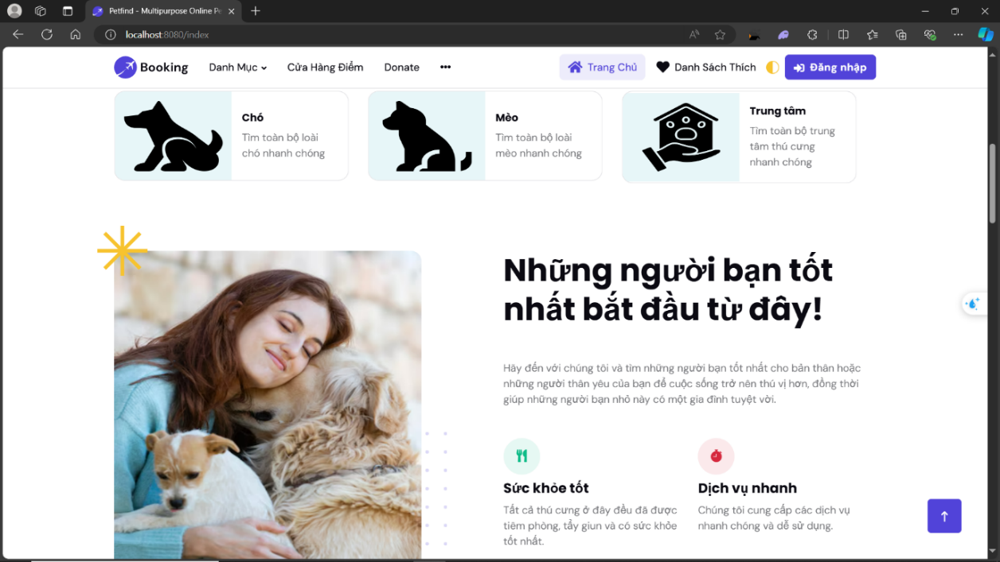 Petfind - Multipurpose Online Pe
localhost:8080/index
Booking
Danh Mục
Cửa Hàng Điểm
Donate
•••
Trang Chủ
Danh Sách Thích
Đăng nhập
Chó
Tìm toàn bộ loài
chó nhanh chóng
Mèo
Tìm toàn bộ loài
mèo nhanh chóng
Trung tâm
Tìm toàn bộ trung
tâm thú cưng
nhanh chóng
Những người bạn tốt
nhất bắt đầu từ đây!
Hãy đến với chúng tôi và tìm những người bạn tốt nhất cho bản thân hoặc
những người thân yêu của bạn để cuộc sống trở nên thú vị hơn, đồng thời
giúp những người bạn nhỏ này có một gia đình tuyệt vời.
Sức khỏe tốt
Tất cả thú cưng ở đây đều đã được
tiêm phòng, tẩy giun và có sức khỏe
tốt nhất.
Dịch vụ nhanh
Chúng tôi cung cấp các dịch vụ
nhanh chóng và dễ sử dụng.